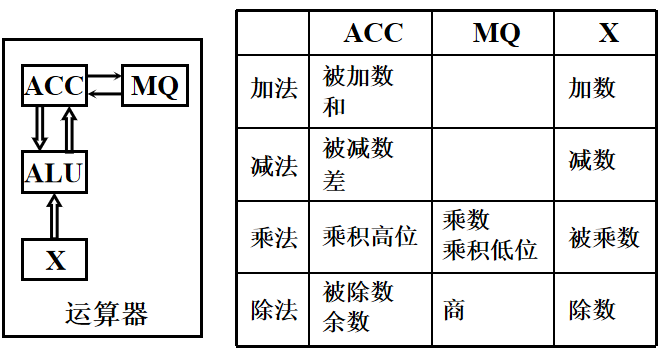 ACC
MQ
ALU
X
运算器
ACC MQ X
加法 被加数 加数
和
减法 被减数 减数
差
乘法 乘积高位 乘数 被乘数
乘积低位
除法 被除数 商 除数
余数